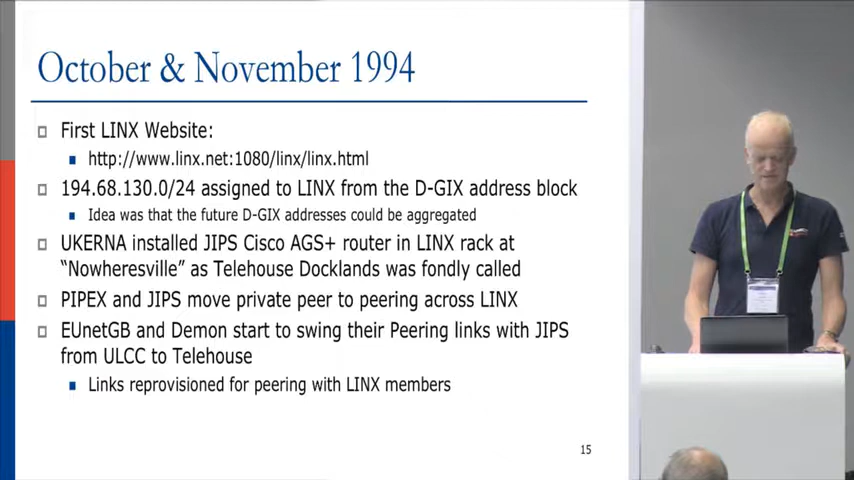 October & November 1994
First LINX Website:
http://www.linx.net:1080/linx/linx.html
194.68.130.0/24 assigned to LINX from the D-GIX address block
Idea was that the future D-GIX addresses could be aggregated
UKERNA installed JIPS Cisco AGS+ router in LINX rack at
“Nowheresville” as Telehouse Docklands was fondly called
PIPEX and JIPS move private peer to peering across LINX
EUnetGB and Demon start to swing their Peering links with JIPS
from ULCC to Telehouse
Links reprovisioned for peering with LINX members
15